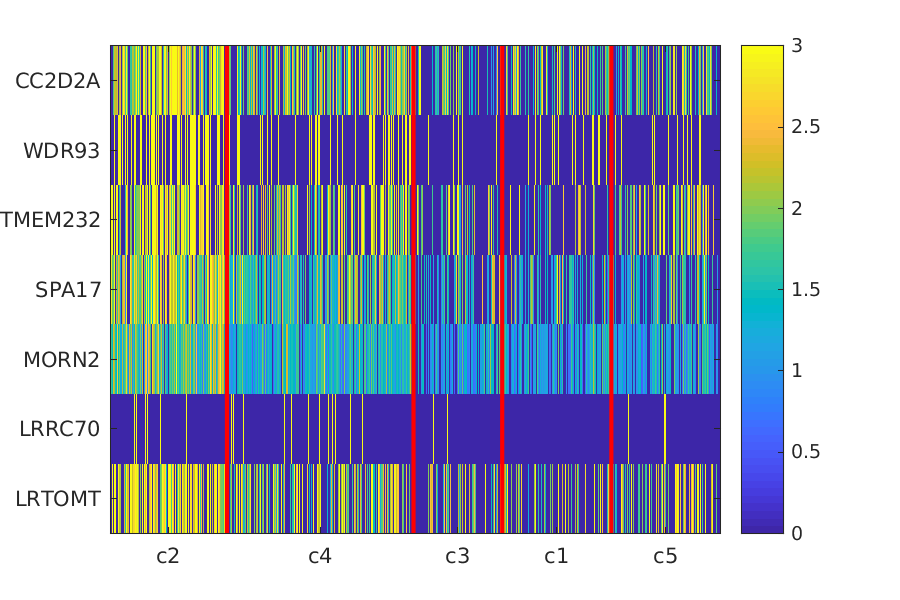 CC2D2A
WDR93
TMEM232
SPA17
MORN2
LRRC70
LRTOMT
c2 c4 c3 c1 c5
3
2.5
2
1.5
1
0.5
0